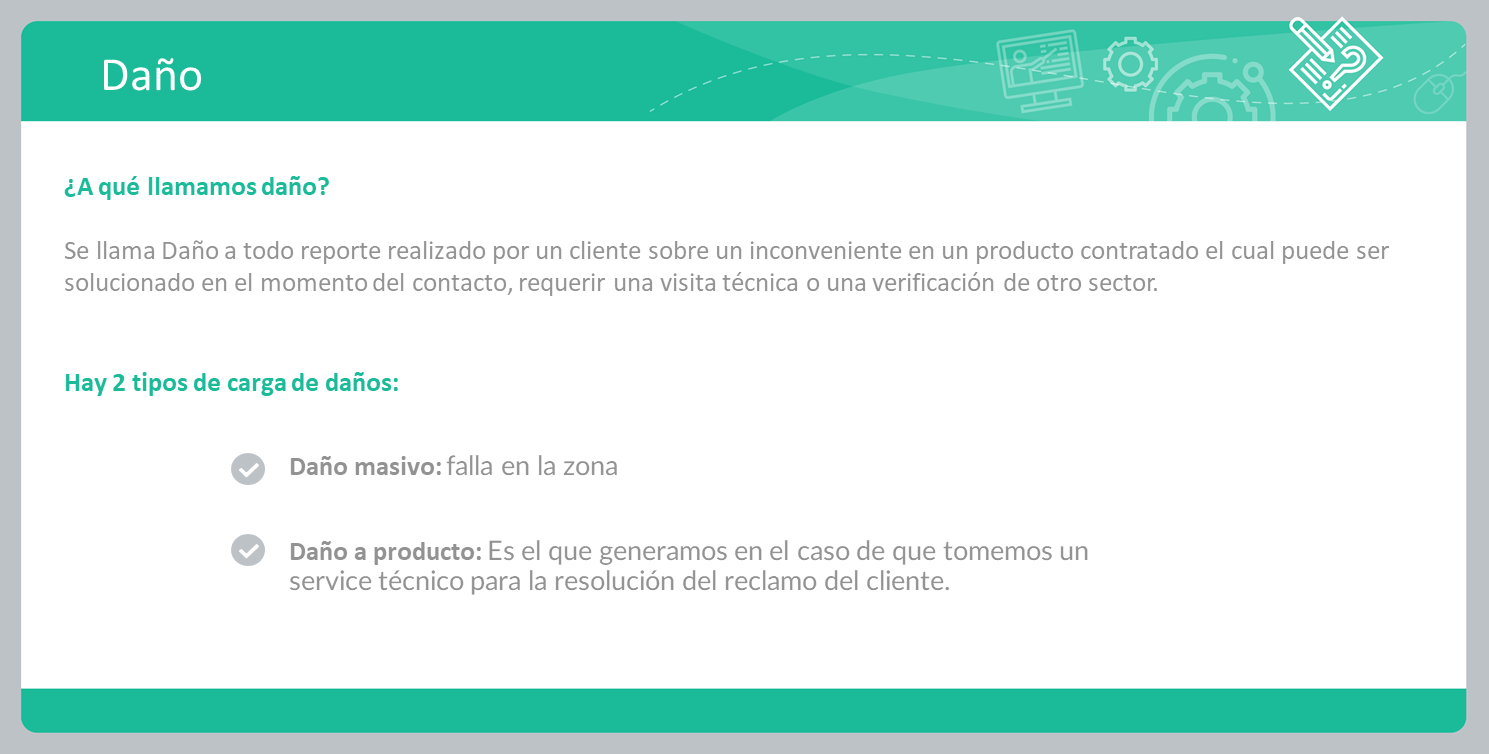 Daño
¿A qué llamamos daño?
Se llama Daño a todo reporte realizado por un cliente sobre un inconveniente en un producto contratado el cual puede ser
solucionado en el momento del contacto, requerir una visita técnica o una verificación de otro sector.
Hay 2 tipos de carga de daños:
Daño masivo: falla en la zona
Daño a producto: Es el que generamos en el caso de que tomemos un
service técnico para la resolución del reclamo del cliente.